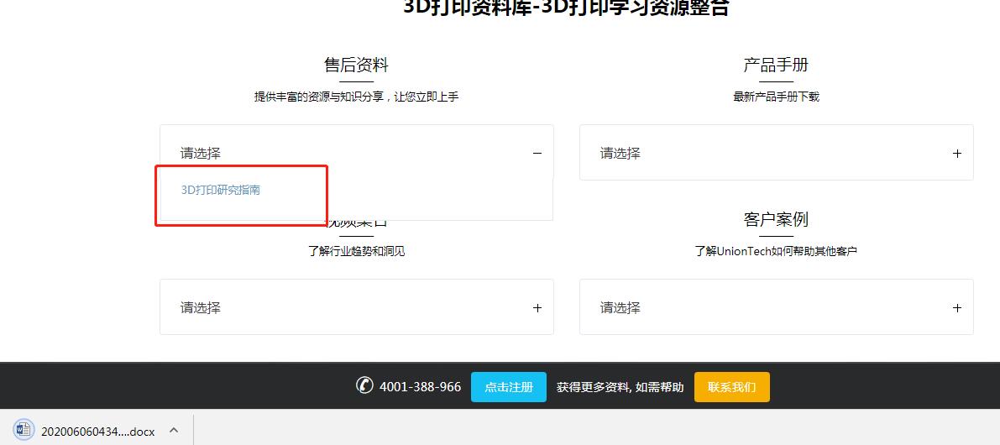 3D打印资料库-3D打印学习资源整合
售后资料
提供丰富的资源与知识分享，让您立即上手
请选择
3D打印研究指南
产品手册
最新产品手册下载
请选择
视频集合
了解行业趋势和洞见
请选择
客户案例
了解UnionTech如何帮助其他客户
请选择
4001-388-966 点击注册 获得更多资料, 如需帮助 联系我们
202006060434....docx